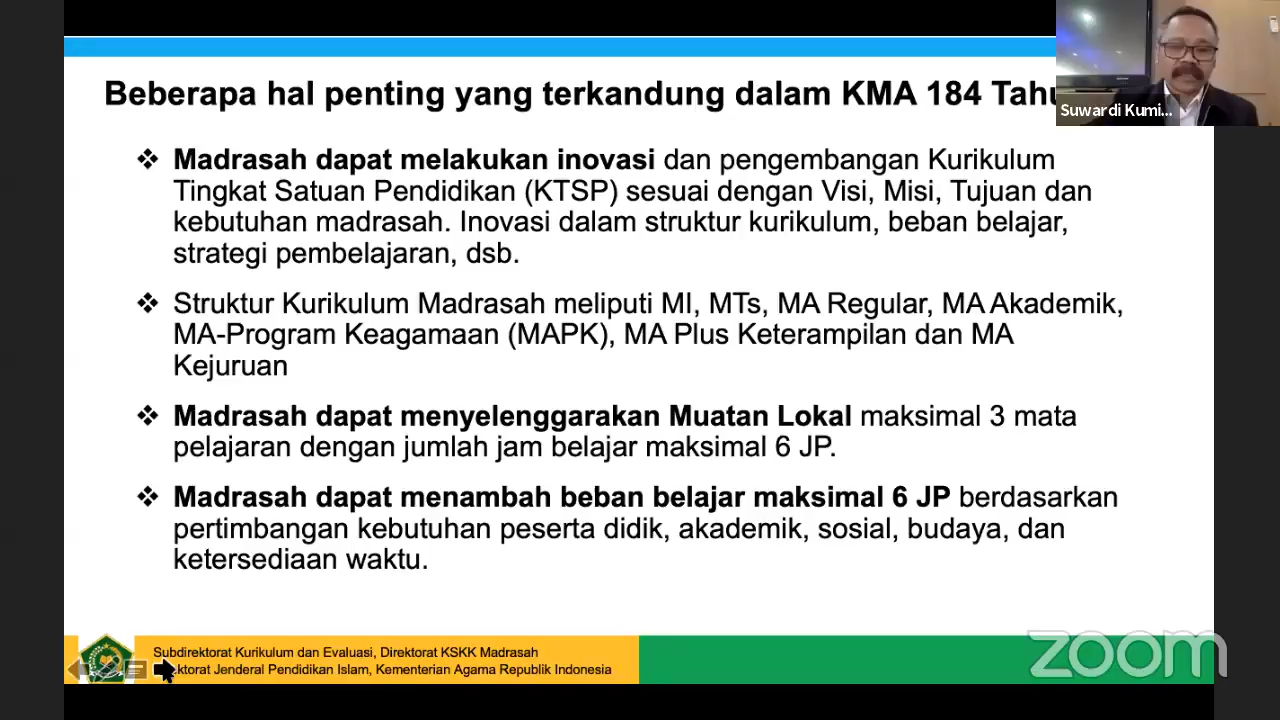 Beberapa hal penting yang terkandung dalam KMA 184
Suwardi Kumi...
❖ Madrasah dapat melakukan inovasi dan pengembangan Kurikulum
Tingkat Satuan Pendidikan (KTSP) sesuai dengan Visi, Misi, Tujuan dan
kebutuhan madrasah. Inovasi dalam struktur kurikulum, beban belajar,
strategi pembelajaran, dsb.
❖ Struktur Kurikulum Madrasah meliputi MI, MTs, MA Regular, MA Akademik,
MA-Program Keagamaan (MAPK), MA Plus Keterampilan dan MA
Kejuruan
❖ Madrasah dapat menyelenggarakan Muatan Lokal maksimal 3 mata
pelajaran dengan jumlah jam belajar maksimal 6 JP.
❖ Madrasah dapat menambah beban belajar maksimal 6 JP berdasarkan
pertimbangan kebutuhan peserta didik, akademik, sosial, budaya, dan
ketersediaan waktu.
Subdirektorat Kurikulum dan Evaluasi, Direktorat KSKK Madrasah
Jenderal Pendidikan Islam, Kementerian Agama Republik Indonesia
zoom